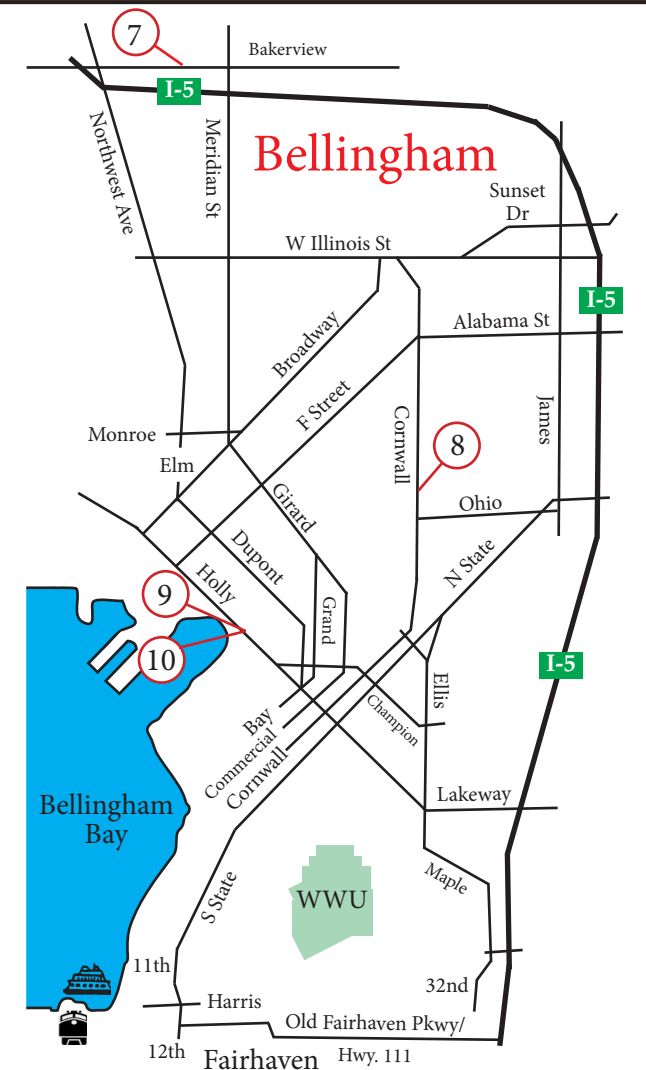 7
Bakerview
I-5
Northwest Ave
Meridian St
Bellingham
Sunset
Dr
W Illinois St
I-5
Alabama St
Broadway
F Street
Cornwall
James
Monroe
8
Elm
Girard
Ohio
Dupont
N State
Holly
9
Grand
10
I-5
Ellis
Champion
Bay
Commercial
Cornwall
Lakeway
Bellingham
Bay
Maple
WWU
S State
11th
32nd
Harris
Old Fairhaven Pkwy/
12th
Fairhaven
Hwy. 111